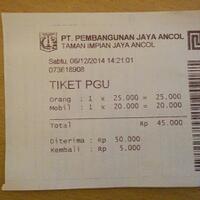 PT. PEMBANGUNAN JAYA ANCOL
TAMAN IMPIAN JAYA ANCOL
Sabtu, 06/12/2014 14:21:01
073618908
TIKET PGU
Orang : 1 x 25.000 = 25.000
Mobil : 1 x 20.000 = 20.000
Total Rp 45.000
Diterima : Rp 50.000
Kembali : Rp 5.000